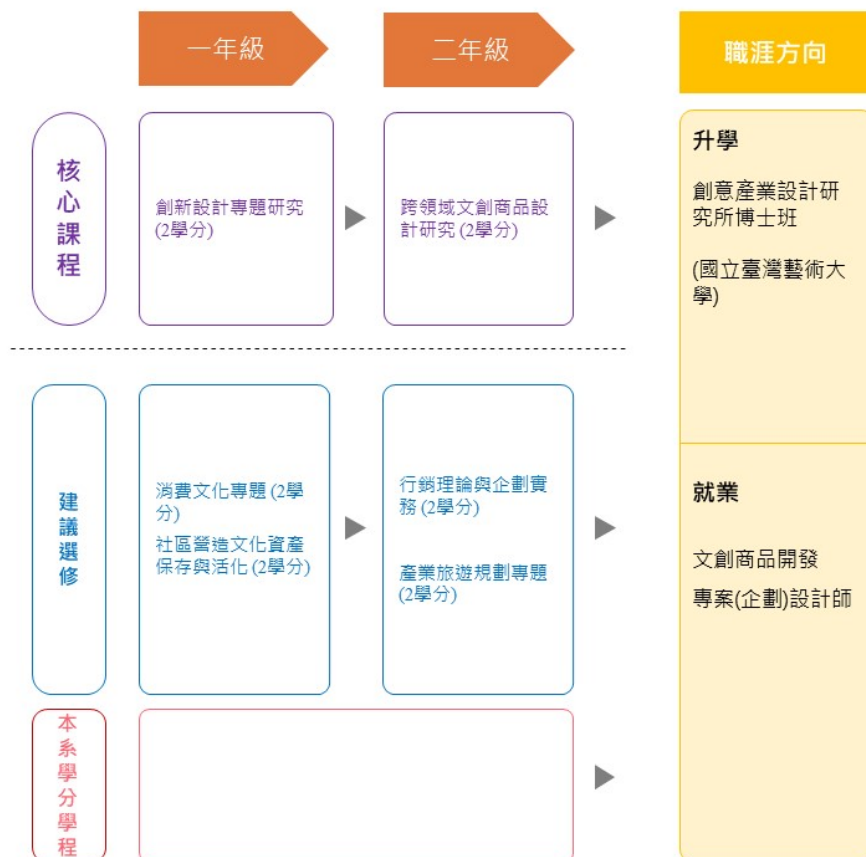 一年級
二年級
職涯方向
核心課程
創新設計專題研究
(2學分)
跨領域文創商品設
計研究 (2學分)
升學
創意產業設計研
究所博士班
(國立臺灣藝術大
學)
建議選修
消費文化專題 (2學
分)
社區營造文化資產
保存與活化 (2學分)
行銷理論與企劃實
務 (2學分)
產業旅遊規劃專題
(2學分)
就業
文創商品開發
專案(企劃)設計師
本系學分學程